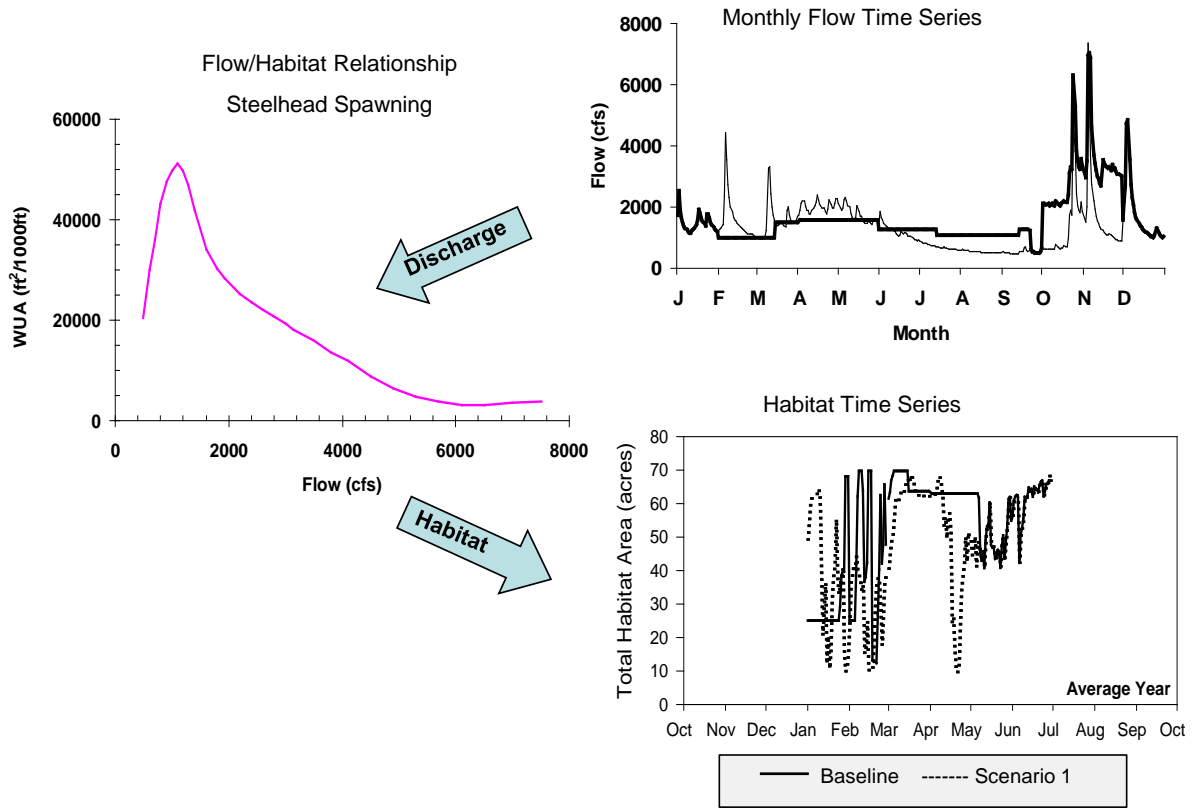 Flow/Habitat Relationship
Steelhead Spawning
WUA (ft²/1000ft)
60000
40000
20000
0
0 2000 4000 6000 8000
Flow (cfs)
Discharge
Habitat
Monthly Flow Time Series
Flow (cfs)
8000
6000
4000
2000
0
J F M A M J J A S O N D
Month
Habitat Time Series
Total Habitat Area (acres)
80
70
60
50
40
30
20
10
0
Average Year
Oct Nov Dec Jan Feb Mar Apr May Jun Jul Aug Sep Oct
Baseline Scenario 1